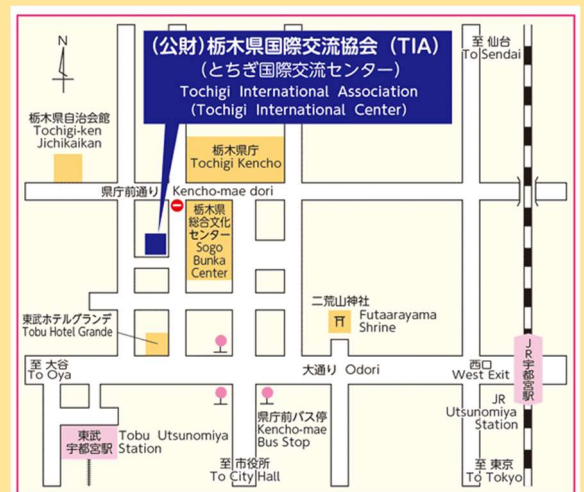 (公財)栃木県国際交流協会 (TIA)
(とちぎ国際交流センター)
Tochigi International Association
(Tochigi International Center)
N
至 仙台
To Sendai
栃木県自治会館
Tochigi-ken
Jichikaikan
栃木県庁
Tochigi Kencho
県庁前通り Kencho-mae dori
栃木県
総合文化
センター
Sogo
Bunka
Center
東武ホテルグランデ
Tobu Hotel Grande
二荒山神社
Futaarayama
Shrine
至 大谷
To Oya
大通り Odori
西口
West Exit
JR宇都宮駅
JR
Utsunomiya
Station
東武
宇都宮駅
Tobu Utsunomiya
Station
県庁前バス停
Kencho-mae
Bus Stop
至 市役所
To City Hall
至 東京
To Tokyo